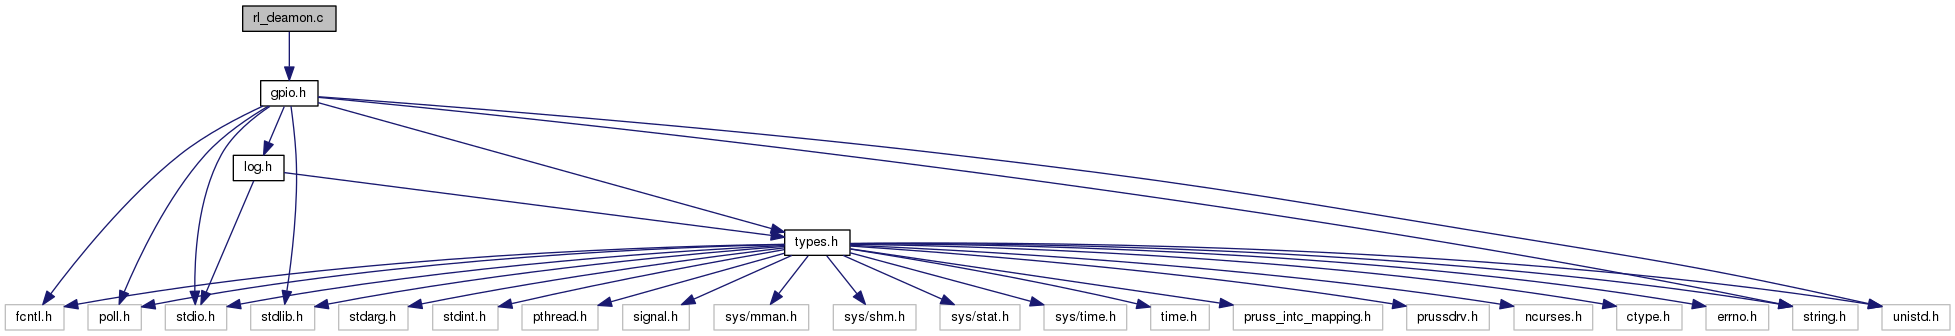 rl_deamon.c
gpio.h
log.h
types.h
fcntl.h
poll.h
stdio.h
stdlib.h
stdarg.h
stdint.h
pthread.h
signal.h
sys/mman.h
sys/shm.h
sys/stat.h
sys/time.h
time.h
pruss_intc_mapping.h
prussdrv.h
ncurses.h
ctype.h
errno.h
string.h
unistd.h